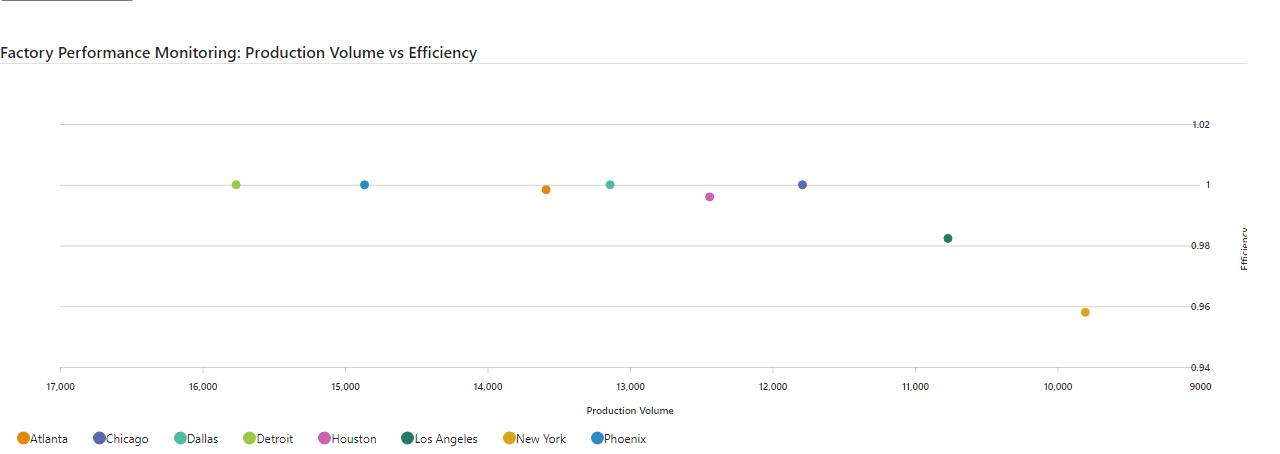 Factory Performance Monitoring: Production Volume vs Efficiency
1.02
1
0.98
0.96
0.94
Efficiency
17,000 16,000 15,000 14,000 13,000 12,000 11,000 10,000 9000
Production Volume
Atlanta Chicago Dallas Detroit Houston Los Angeles New York Phoenix